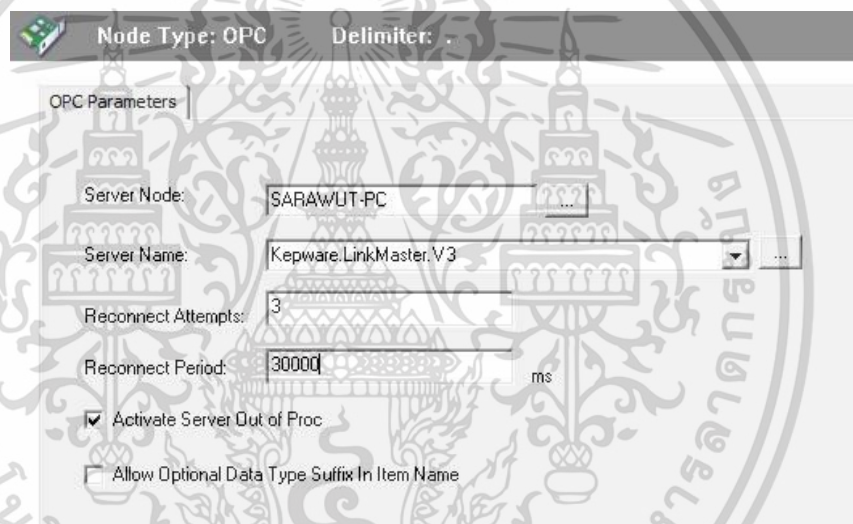 Node Type: OPC Delimiter: .
OPC Parameters
Server Node: SARAWUT-PC ...
Server Name: Kepware.LinkMaster.V3 ...
Reconnect Attempts: 3
Reconnect Period: 30000 ms
Activate Server Out of Proc
Allow Optional Data Type Suffix In Item Name